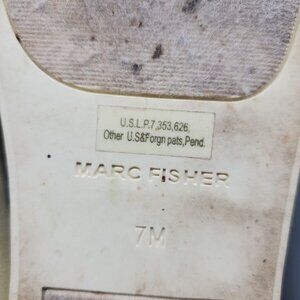 U.S.L.P.7,353,626,
Other U.S&Forgn pats,Pend.
MARC FISHER
7M